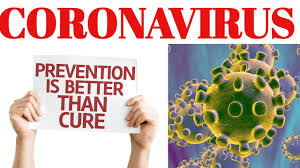 CORONAVIRUS
PREVENTION
IS BETTER
THAN
CURE